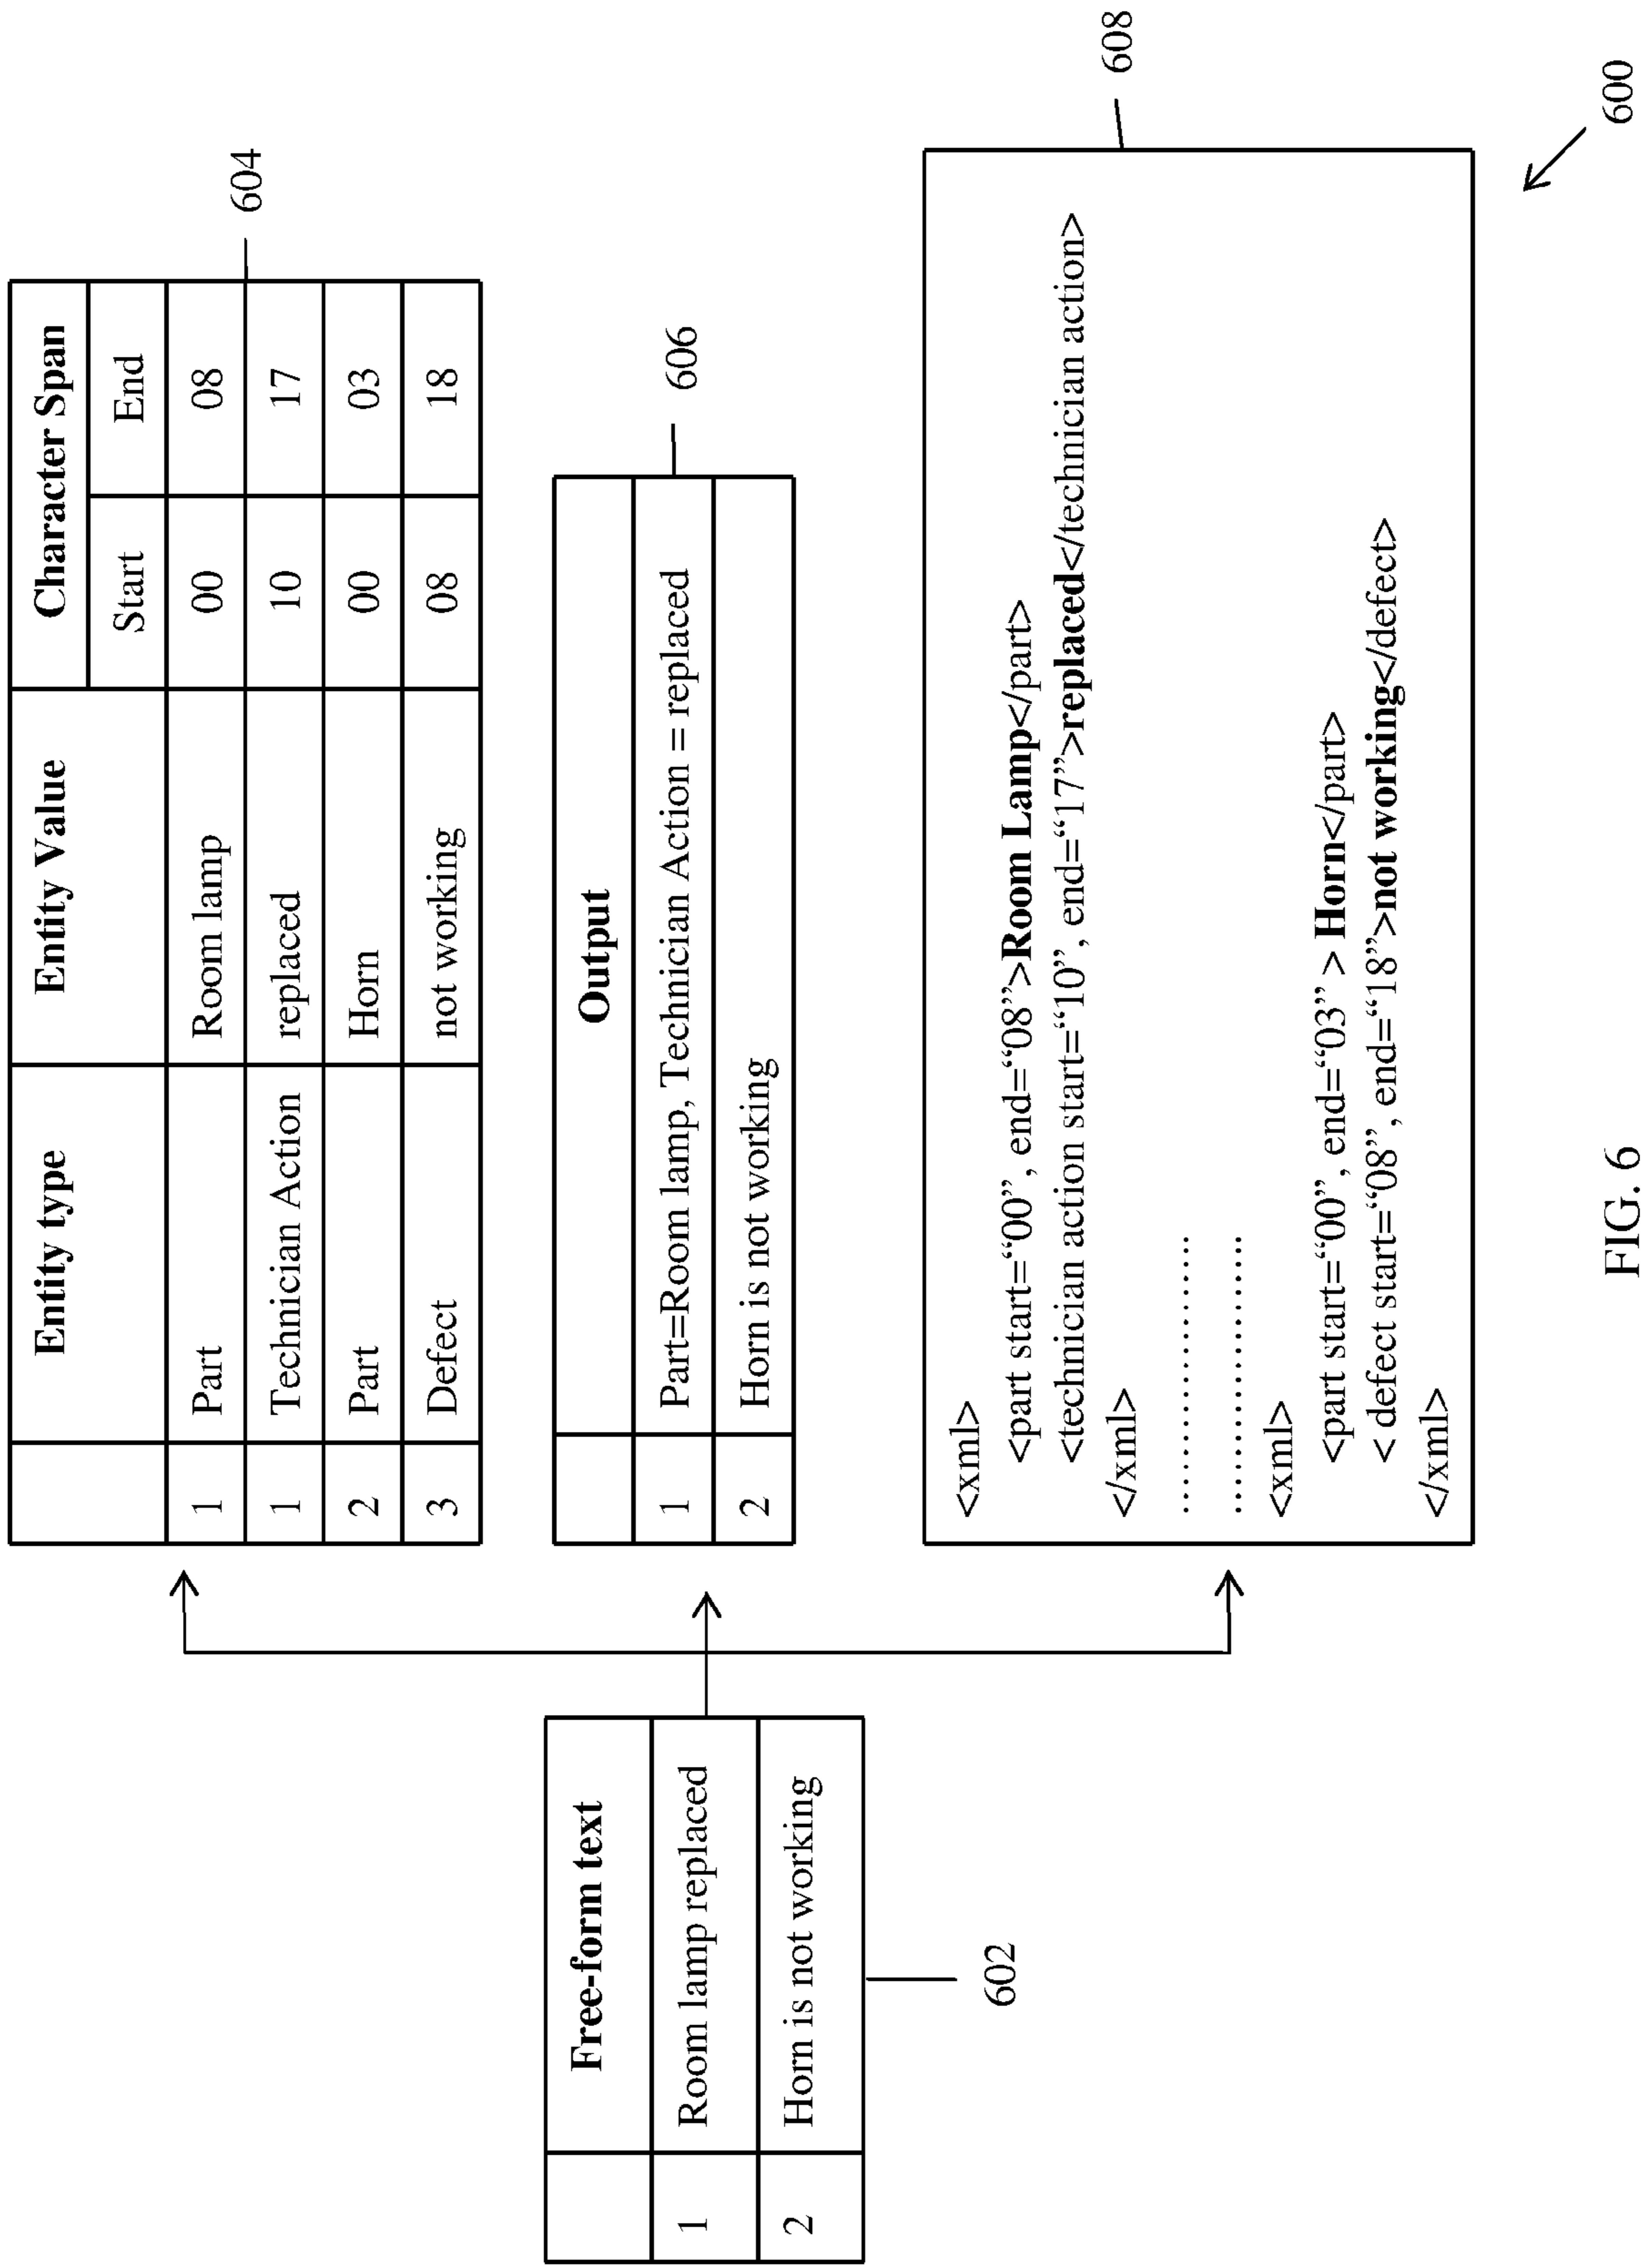 Free-form text
1 Room lamp replaced
2 Horn is not working
602
Entity type Entity Value Character Span
Start End
1 Part Room lamp 00 08
1 Technician Action replaced 10 17
2 Part Horn 00 03
3 Defect not working 08 18
604
Output
1 Part=Room lamp, Technician Action = replaced
2 Horn is not working
606
<xml>
<part start=“00”, end=“08”>Room Lamp</part>
<technician action start=“10”, end=“17”>replaced</technician action>
</xml>
........................
........................
<xml>
<part start=“00”, end=“03” > Horn</part>
< defect start=“08”, end=“18”>not working</defect>
</xml>
608
600
FIG. 6